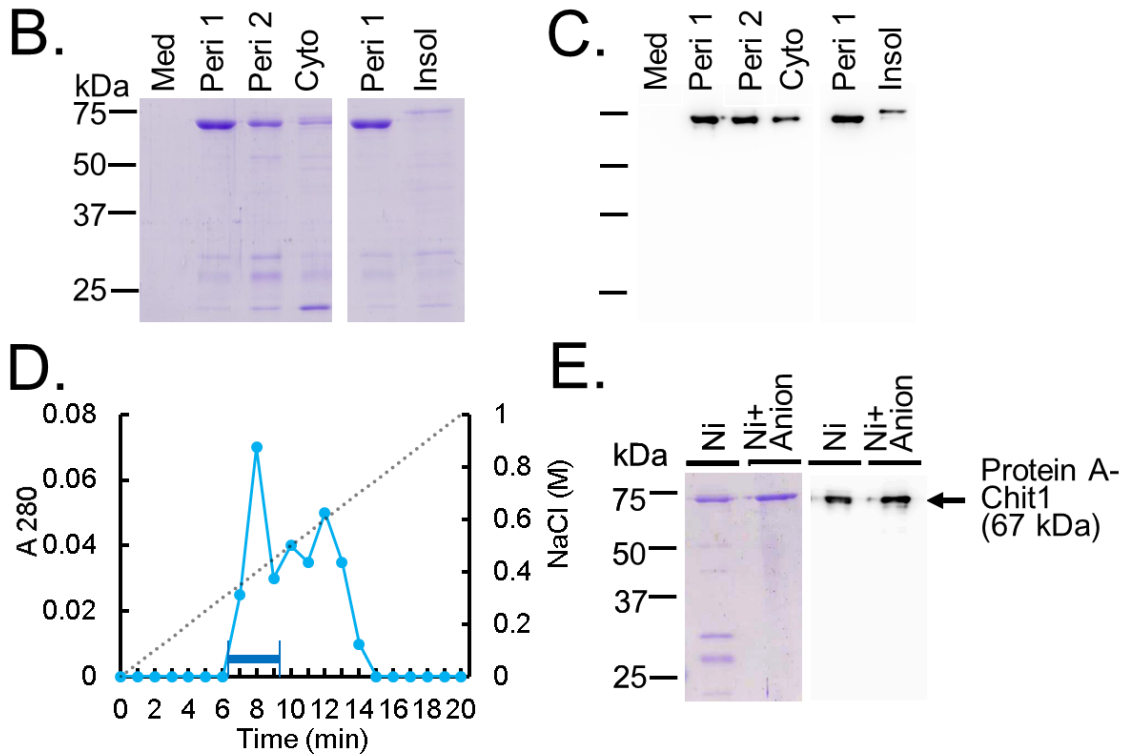 B.
Med
Peri 1
Peri 2
Cyto
Peri 1
Insol
kDa
75
50
37
25
C.
Med
Peri 1
Peri 2
Cyto
Peri 1
Insol
D.
0.08
0.06
0.04
0.02
0
A 280
1
0.8
0.6
0.4
0.2
0
NaCl (M)
0 2 4 6 8 10 12 14 16 18 20
Time (min)
E.
Ni
Ni+
Anion
Ni
Ni+
Anion
kDa
75
50
37
25
Protein A-
Chit1
(67 kDa)